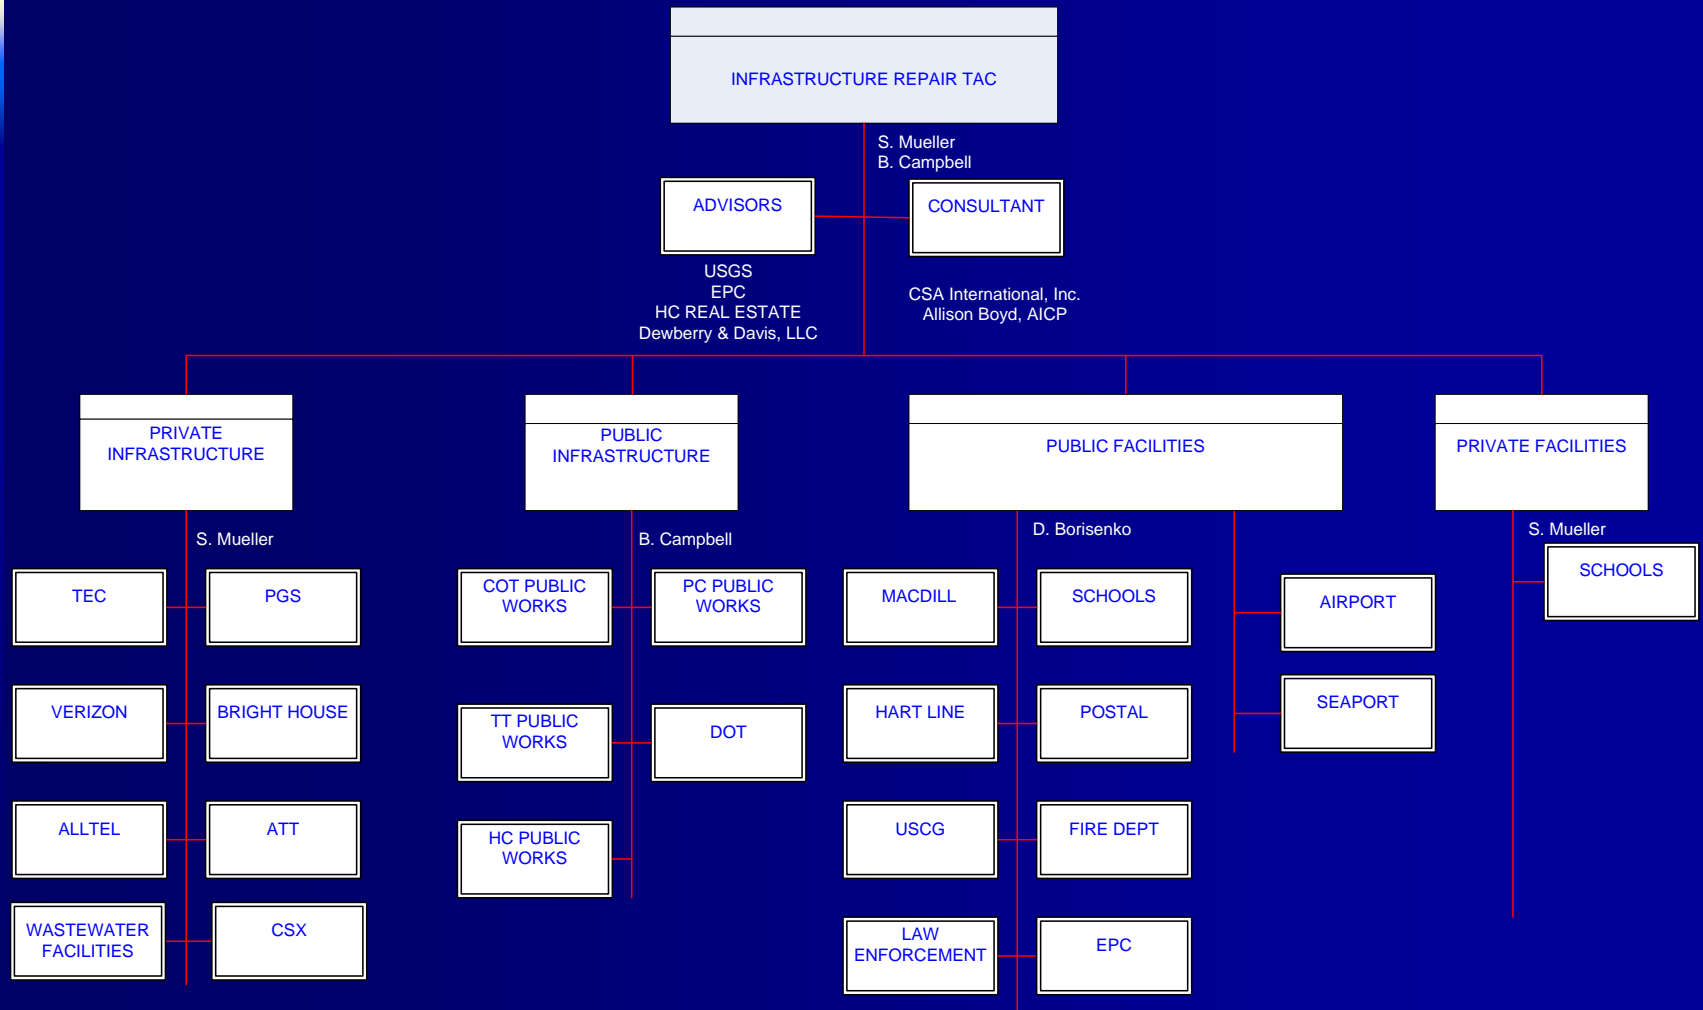 INFRASTRUCTURE REPAIR TAC
S. Mueller
B. Campbell
ADVISORS
CONSULTANT
USGS
EPC
HC REAL ESTATE
Dewberry & Davis, LLC
CSA International, Inc.
Allison Boyd, AICP
PRIVATE
INFRASTRUCTURE
PUBLIC
INFRASTRUCTURE
PUBLIC FACILITIES
PRIVATE FACILITIES
S. Mueller
B. Campbell
D. Borisenko
S. Mueller
TEC
PGS
VERIZON
BRIGHT HOUSE
ALLTEL
ATT
WASTEWATER
FACILITIES
CSX
COT PUBLIC
WORKS
PC PUBLIC
WORKS
TT PUBLIC
WORKS
DOT
HC PUBLIC
WORKS
MACDILL
SCHOOLS
HART LINE
POSTAL
USCG
FIRE DEPT
LAW
ENFORCEMENT
EPC
AIRPORT
SEAPORT
SCHOOLS